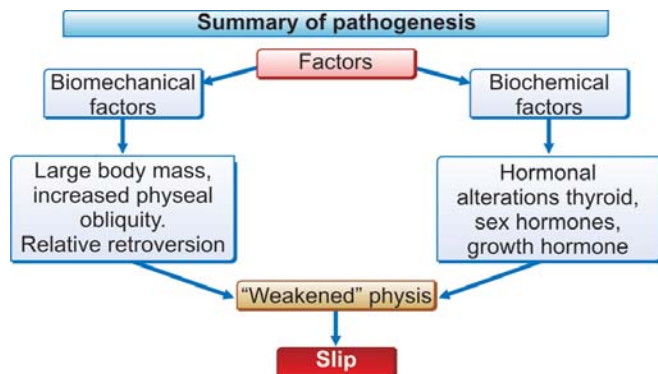 Summary of pathogenesis
Factors
Biomechanical
factors
Biochemical
factors
Large body mass,
increased physeal
obliquity.
Relative retroversion
Hormonal
alterations thyroid,
sex hormones,
growth hormone
“Weakened” physis
Slip